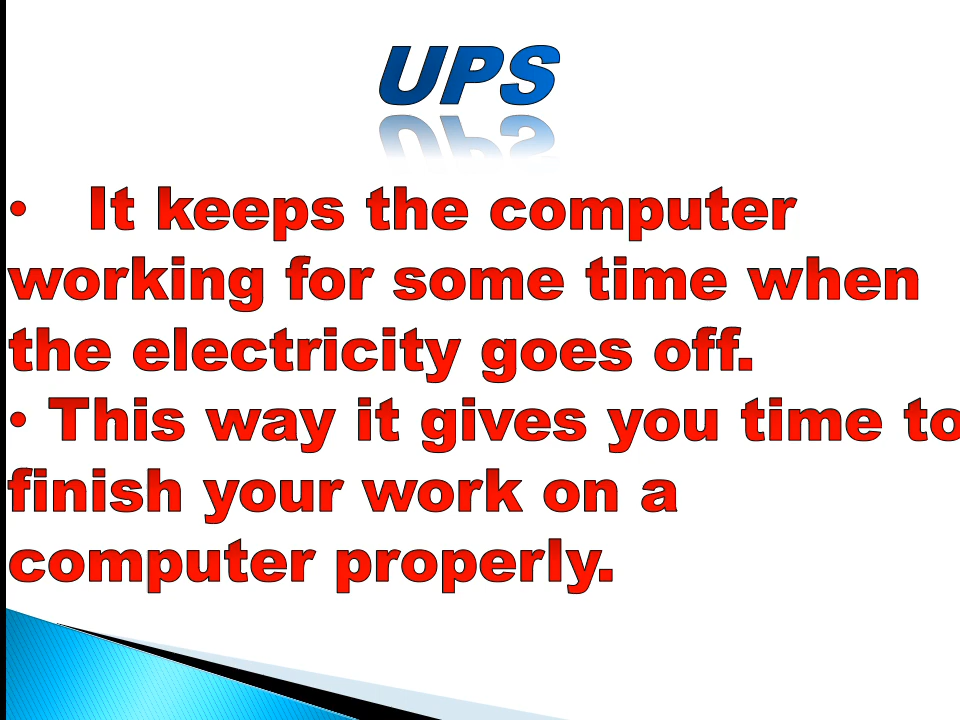 UPS
• It keeps the computer
working for some time when
the electricity goes off.
• This way it gives you time to
finish your work on a
computer properly.